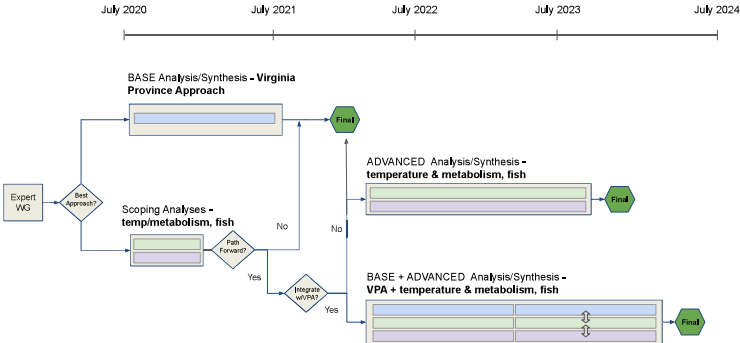 July 2020 July 2021 July 2022 July 2023 July 2024
BASE Analysis/Synthesis - Virginia
Province Approach
Final
ADVANCED Analysis/Synthesis -
temperature & metabolism, fish
Expert
WG
Best
Approach?
Final
Scoping Analyses -
temp/metabolism, fish
No
No
Path
Forward?
Yes
BASE + ADVANCED Analysis/Synthesis -
VPA + temperature & metabolism, fish
Integrate
w/VPA?
Yes
Final